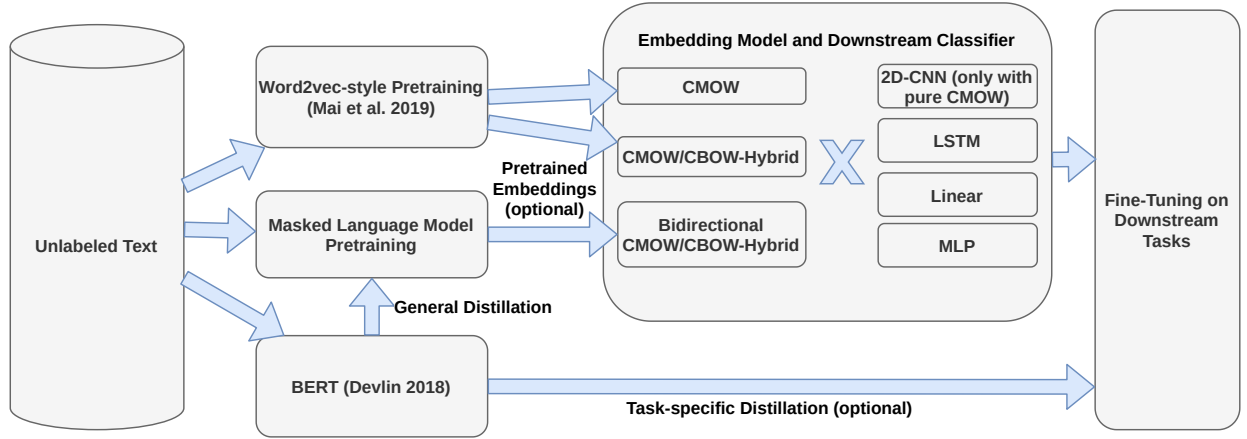 Unlabeled Text
Word2vec-style Pretraining
(Mai et al. 2019)
Masked Language Model
Pretraining
General Distillation
BERT (Devlin 2018)
Pretrained
Embeddings
(optional)
Embedding Model and Downstream Classifier
CMOW
CMOW/CBOW-Hybrid
Bidirectional
CMOW/CBOW-Hybrid
X
2D-CNN (only with
pure CMOW)
LSTM
Linear
MLP
Task-specific Distillation (optional)
Fine-Tuning on
Downstream
Tasks